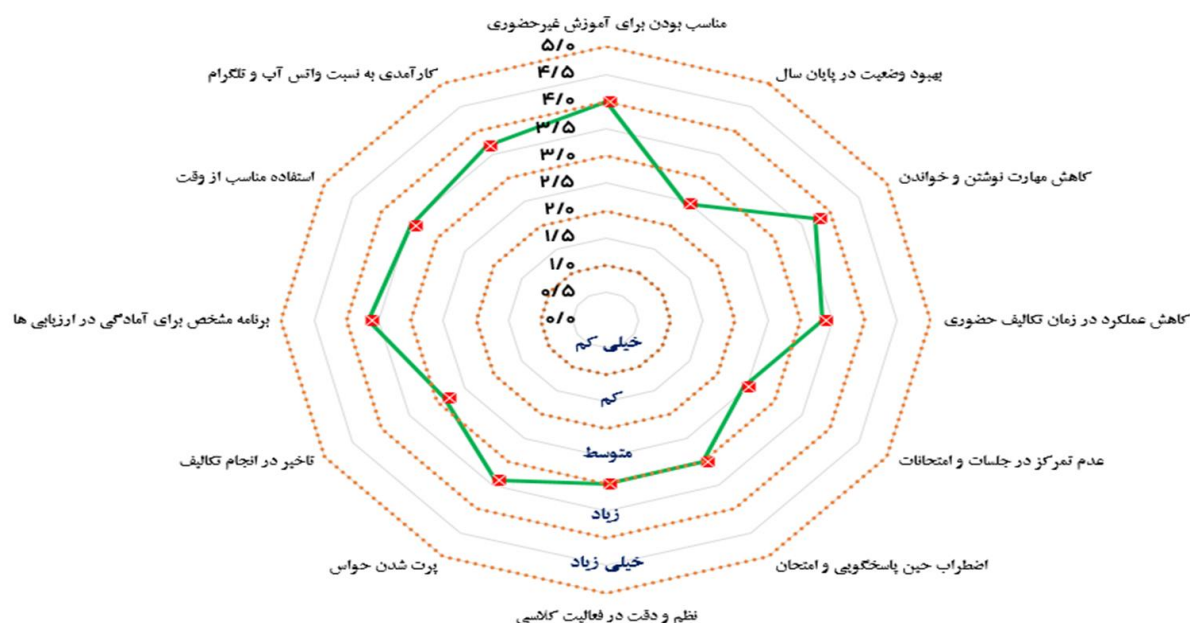 مناسب بودن برای آموزش غیرحضوری
بهبود وضعیت در پایان سال
کاهش مهارت نوشتن و خواندن
کاهش عملکرد در زمان تکالیف حضوری
عدم تمرکز در جلسات و امتحانات
اضطراب حین پاسخگویی و امتحان
نظم و دقت در فعالیت کلاسی
پرت شدن حواس
تاخیر در انجام تکالیف
برنامه مشخص برای آمادگی در ارزیابی ها
استفاده مناسب از وقت
کارآمدی به نسبت واتس آپ و تلگرام
۵/۰
۴/۵
۴/۰
۳/۵
۳/۰
۲/۵
۲/۰
۱/۵
۱/۰
۰/۵
۰/۰
خیلی کم
کم
متوسط
زیاد
خیلی زیاد